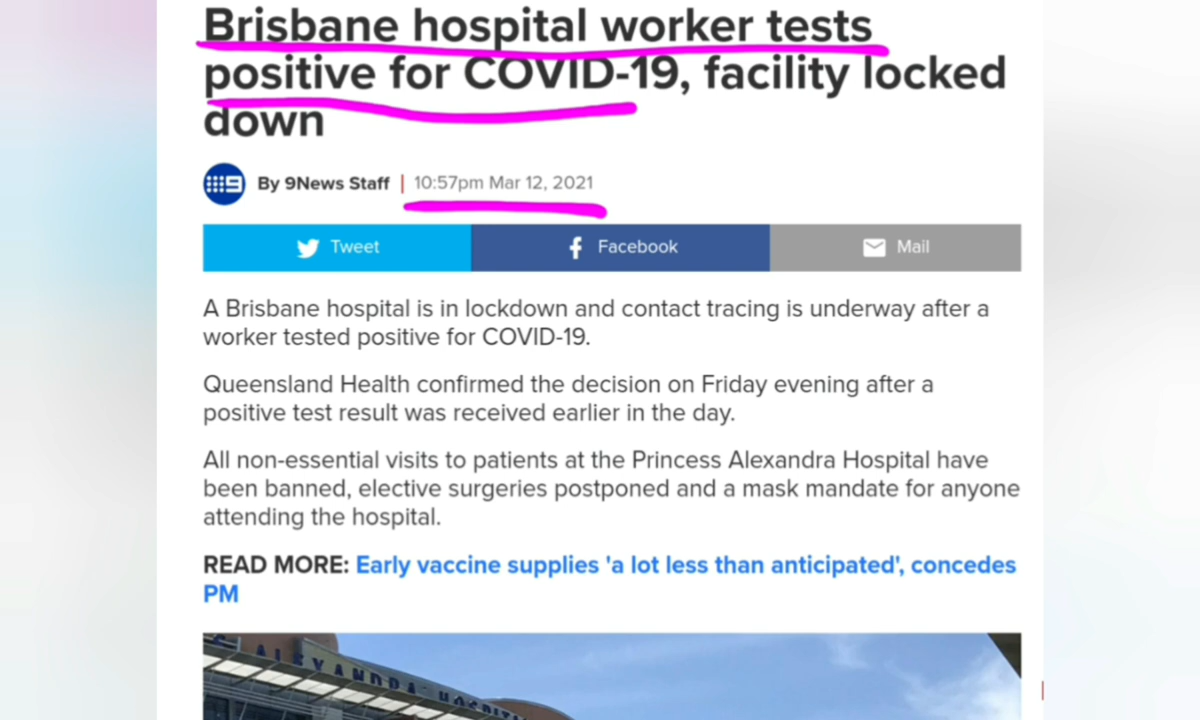 Brisbane hospital worker tests
positive for COVID-19, facility locked
down
9
By 9News Staff | 10:57pm Mar 12, 2021
Tweet
Facebook
Mail
A Brisbane hospital is in lockdown and contact tracing is underway after a
worker tested positive for COVID-19.
Queensland Health confirmed the decision on Friday evening after a
positive test result was received earlier in the day.
All non-essential visits to patients at the Princess Alexandra Hospital have
been banned, elective surgeries postponed and a mask mandate for anyone
attending the hospital.
READ MORE: Early vaccine supplies 'a lot less than anticipated', concedes
PM
ALEXANDRA HOSPITAL